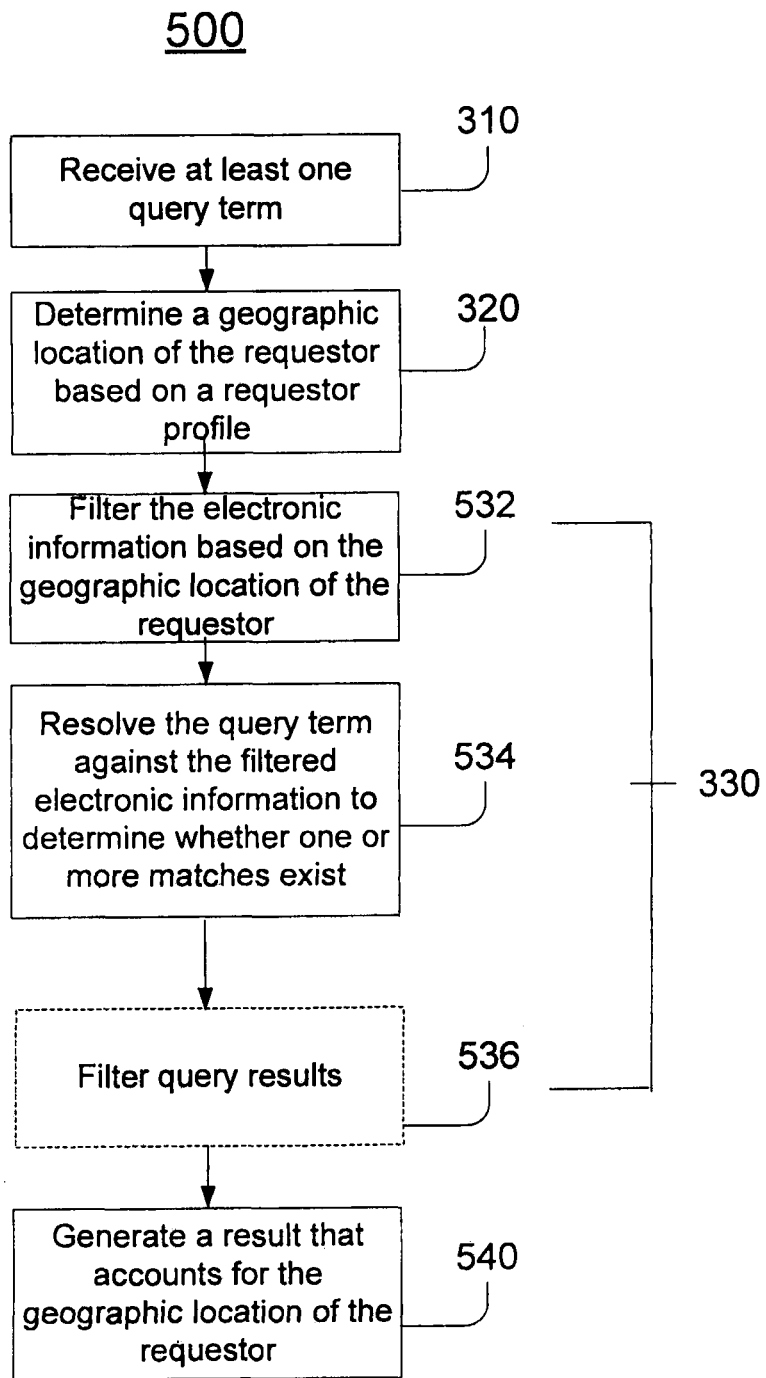 500
Receive at least one
query term
310
Determine a geographic
location of the requestor
based on a requestor
profile
320
Filter the electronic
information based on the
geographic location of the
requestor
532
Resolve the query term
against the filtered
electronic information to
determine whether one or
more matches exist
534
330
Filter query results
536
Generate a result that
accounts for the
geographic location of the
requestor
540